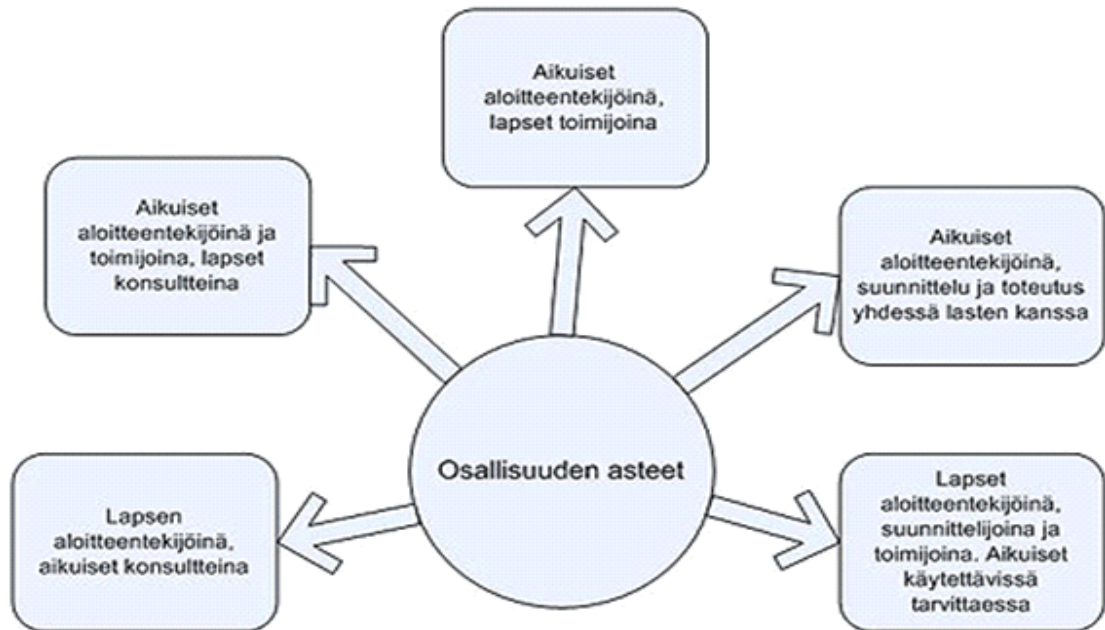 Aikuiset
aloitteentekijöinä,
lapset toimijoina
Aikuiset
aloitteentekijöinä ja
toimijoina, lapset
konsultteina
Aikuiset
aloitteentekijöinä,
suunnittelu ja toteutus
yhdessä lasten kanssa
Osallisuuden asteet
Lapsen
aloitteentekijöinä,
aikuiset konsultteina
Lapset
aloitteentekijöinä,
suunnittelijoina ja
toimijoina. Aikuiset
käytettävissä
tarvittaessa